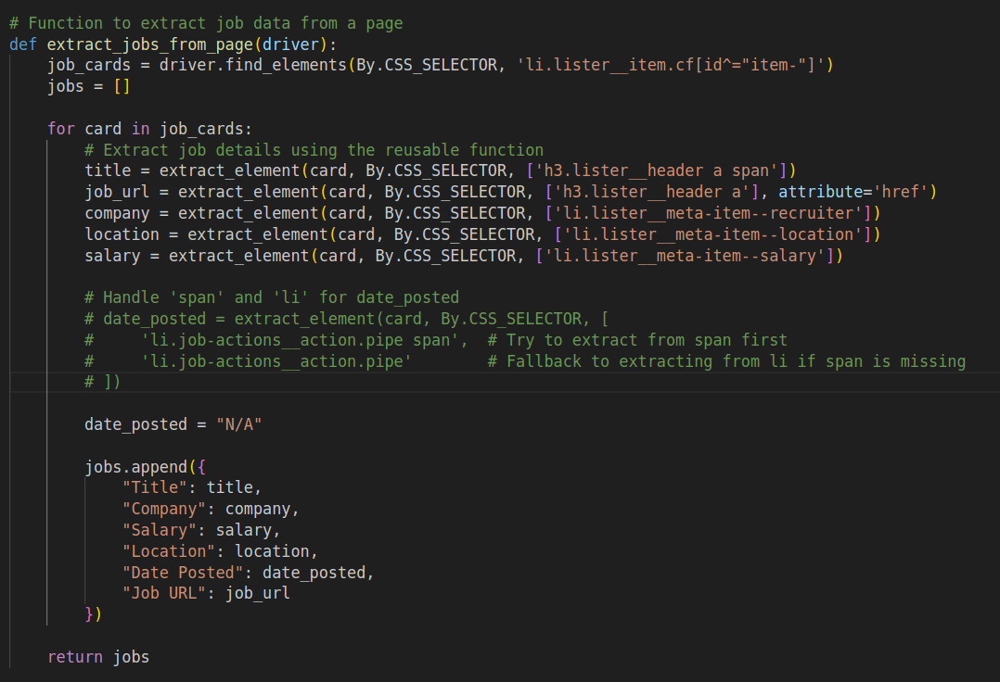 # Function to extract job data from a page
def extract_jobs_from_page(driver):
    job_cards = driver.find_elements(By.CSS_SELECTOR, 'li.lister__item.cf[id^="item-"]')
    jobs = []

    for card in job_cards:
        # Extract job details using the reusable function
        title = extract_element(card, By.CSS_SELECTOR, ['h3.lister__header a span'])
        job_url = extract_element(card, By.CSS_SELECTOR, ['h3.lister__header a'], attribute='href')
        company = extract_element(card, By.CSS_SELECTOR, ['li.lister__meta-item--recruiter'])
        location = extract_element(card, By.CSS_SELECTOR, ['li.lister__meta-item--location'])
        salary = extract_element(card, By.CSS_SELECTOR, ['li.lister__meta-item--salary'])

        # Handle 'span' and 'li' for date_posted
        # date_posted = extract_element(card, By.CSS_SELECTOR, [
        #     'li.job-actions__action.pipe span',  # Try to extract from span first
        #     'li.job-actions__action.pipe'        # Fallback to extracting from li if span is missing
        # ])

        date_posted = "N/A"

        jobs.append({
            "Title": title,
            "Company": company,
            "Salary": salary,
            "Location": location,
            "Date Posted": date_posted,
            "Job URL": job_url
        })

    return jobs